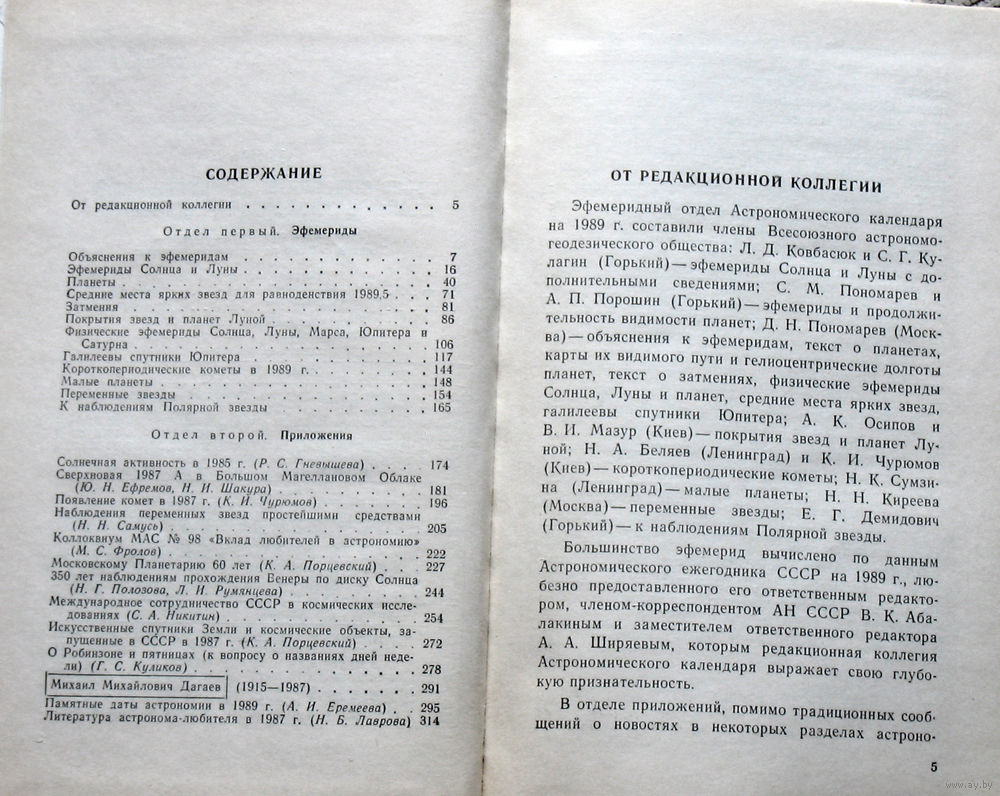 СОДЕРЖАНИЕ
От редакционной коллегии . . . . . . . . . . . . . 5
Отдел первый. Эфемериды
Объяснения к эфемеридам . . . . . . . . . . . . 7
Эфемериды Солнца и Луны . . . . . . . . . . . . 16
Планеты . . . . . . . . . . . . . . . . . . . 40
Средние места ярких звезд для равноденствия 1989,5 . . . 71
Затмения . . . . . . . . . . . . . . . . . . 81
Покрытия звезд и планет Луной . . . . . . . . . . 86
Физические эфемериды Солнца, Луны, Марса, Юпитера и
Сатурна . . . . . . . . . . . . . . . . . 106
Галилеевы спутники Юпитера . . . . . . . . . . . 117
Короткопериодические кометы в 1989 г. . . . . . . . . 144
Малые планеты . . . . . . . . . . . . . . . . 148
Переменные звезды . . . . . . . . . . . . . . . 154
К наблюдениям Полярной звезды . . . . . . . . . . 165
Отдел второй. Приложения
Солнечная активность в 1985 г. (Р. С. Гневышева) . . . . 174
Сверхновая 1987 А в Большом Магеллановом Облаке
(Ю. Н. Ефремов, Н. И. Шакура) . . . . . . . . . 181
Появление комет в 1987 г. (К. И. Чурюмов) . . . . . . 196
Наблюдения переменных звезд простейшими средствами
(Н. Н. Самусь) . . . . . . . . . . . . . . . 205
Коллоквиум МАС № 98 «Вклад любителей в астрономию»
(М. С. Фролов) . . . . . . . . . . . . . . . 222
Московскому Планетарию 60 лет (К. А. Порцевский) . . . 227
350 лет наблюдениям прохождения Венеры по диску Солнца
(Н. Г. Полозова, Л. И. Румянцева) . . . . . . . . 244
Международное сотрудничество СССР в космических иссле-
дованиях (С. А. Никитин) . . . . . . . . . . . . 254
Искусственные спутники Земли и космические объекты, за-
пущенные в СССР в 1987 г. (К. А. Порцевский) . . . . 272
О Робинзоне и пятницах (к вопросу о названиях дней неде-
ли) (Г. С. Куликов) . . . . . . . . . . . . . . 278
Михаил Михайлович Дагаев (1915—1987) . . . . . . . 291
Памятные даты астрономии в 1989 г. (А. И. Еремеева) . . 295
Литература астронома-любителя в 1987 г. (Н. Б. Лаврова) 314
ОТ РЕДАКЦИОННОЙ КОЛЛЕГИИ
Эфемеридный отдел Астрономического календаря
на 1989 г. составили члены Всесоюзного астрономо-
геодезического общества: Л. Д. Ковбасюк и С. Г. Ку-
лагин (Горький) — эфемериды Солнца и Луны с до-
полнительными сведениями; С. М. Пономарев и
А. П. Порошин (Горький) — эфемериды и продолжи-
тельность видимости планет; Д. Н. Пономарев (Моск-
ва) — объяснения к эфемеридам, текст о планетах,
карты их видимого пути и гелиоцентрические долготы
планет, текст о затмениях, физические эфемериды
Солнца, Луны и планет, средние места ярких звезд,
галилеевы спутники Юпитера; А. К. Осипов и
В. И. Мазур (Киев) — покрытия звезд и планет Лу-
ной; Н. А. Беляев (Ленинград) и К. И. Чурюмов
(Киев) — короткопериодические кометы; Н. К. Сумзи-
на (Ленинград) — малые планеты; Н. Н. Киреева
(Москва) — переменные звезды; Е. Г. Демидович
(Горький) — к наблюдениям Полярной звезды.
Большинство эфемерид вычислено по данным
Астрономического ежегодника СССР на 1989 г., лю-
безно предоставленного его ответственным редакто-
ром, членом-корреспондентом АН СССР В. К. Аба-
лакиным и заместителем ответственного редактора
А. А. Ширяевым, которым редакционная коллегия
Астрономического календаря выражает свою глубо-
кую признательность.
В отделе приложений, помимо традиционных сооб-
щений о новостях в некоторых разделах астроно-
5
www.ay.by